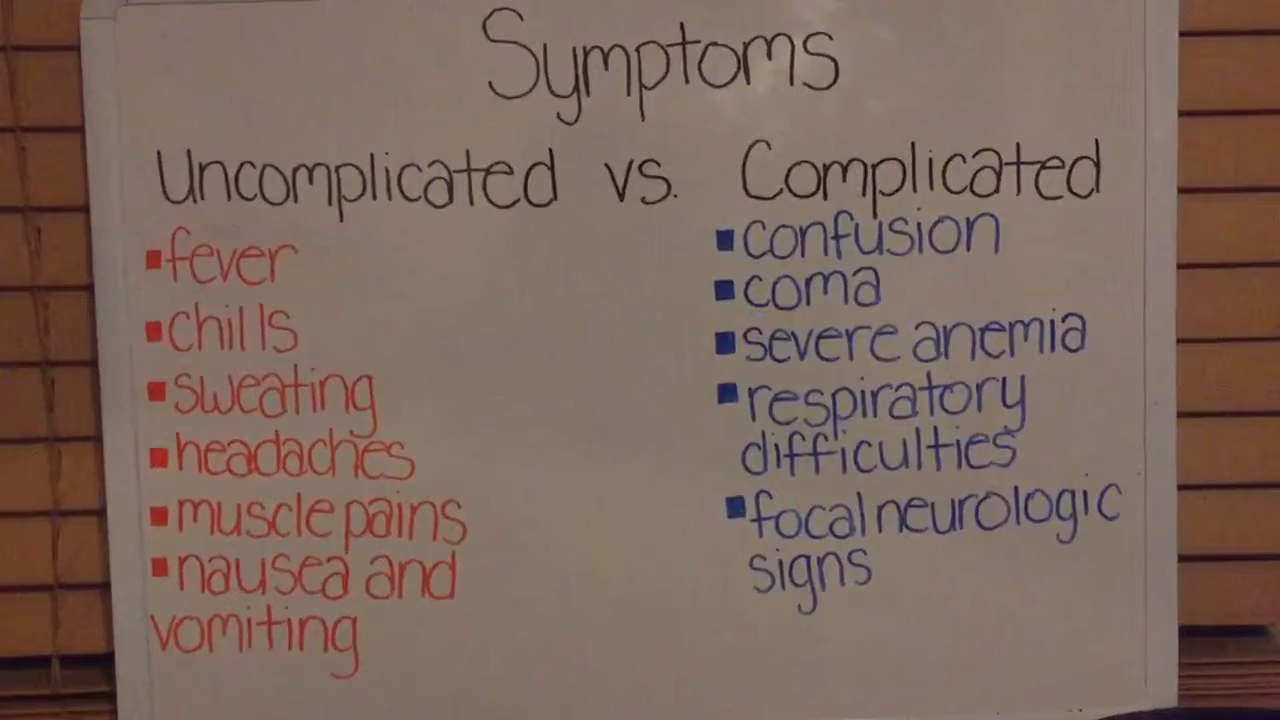 Symptoms
Uncomplicated vs. Complicated
▪fever
▪chills
▪sweating
▪headaches
▪muscle pains
▪nausea and
vomiting
▪confusion
▪coma
▪severe anemia
▪respiratory
difficulties
▪focal neurologic
signs